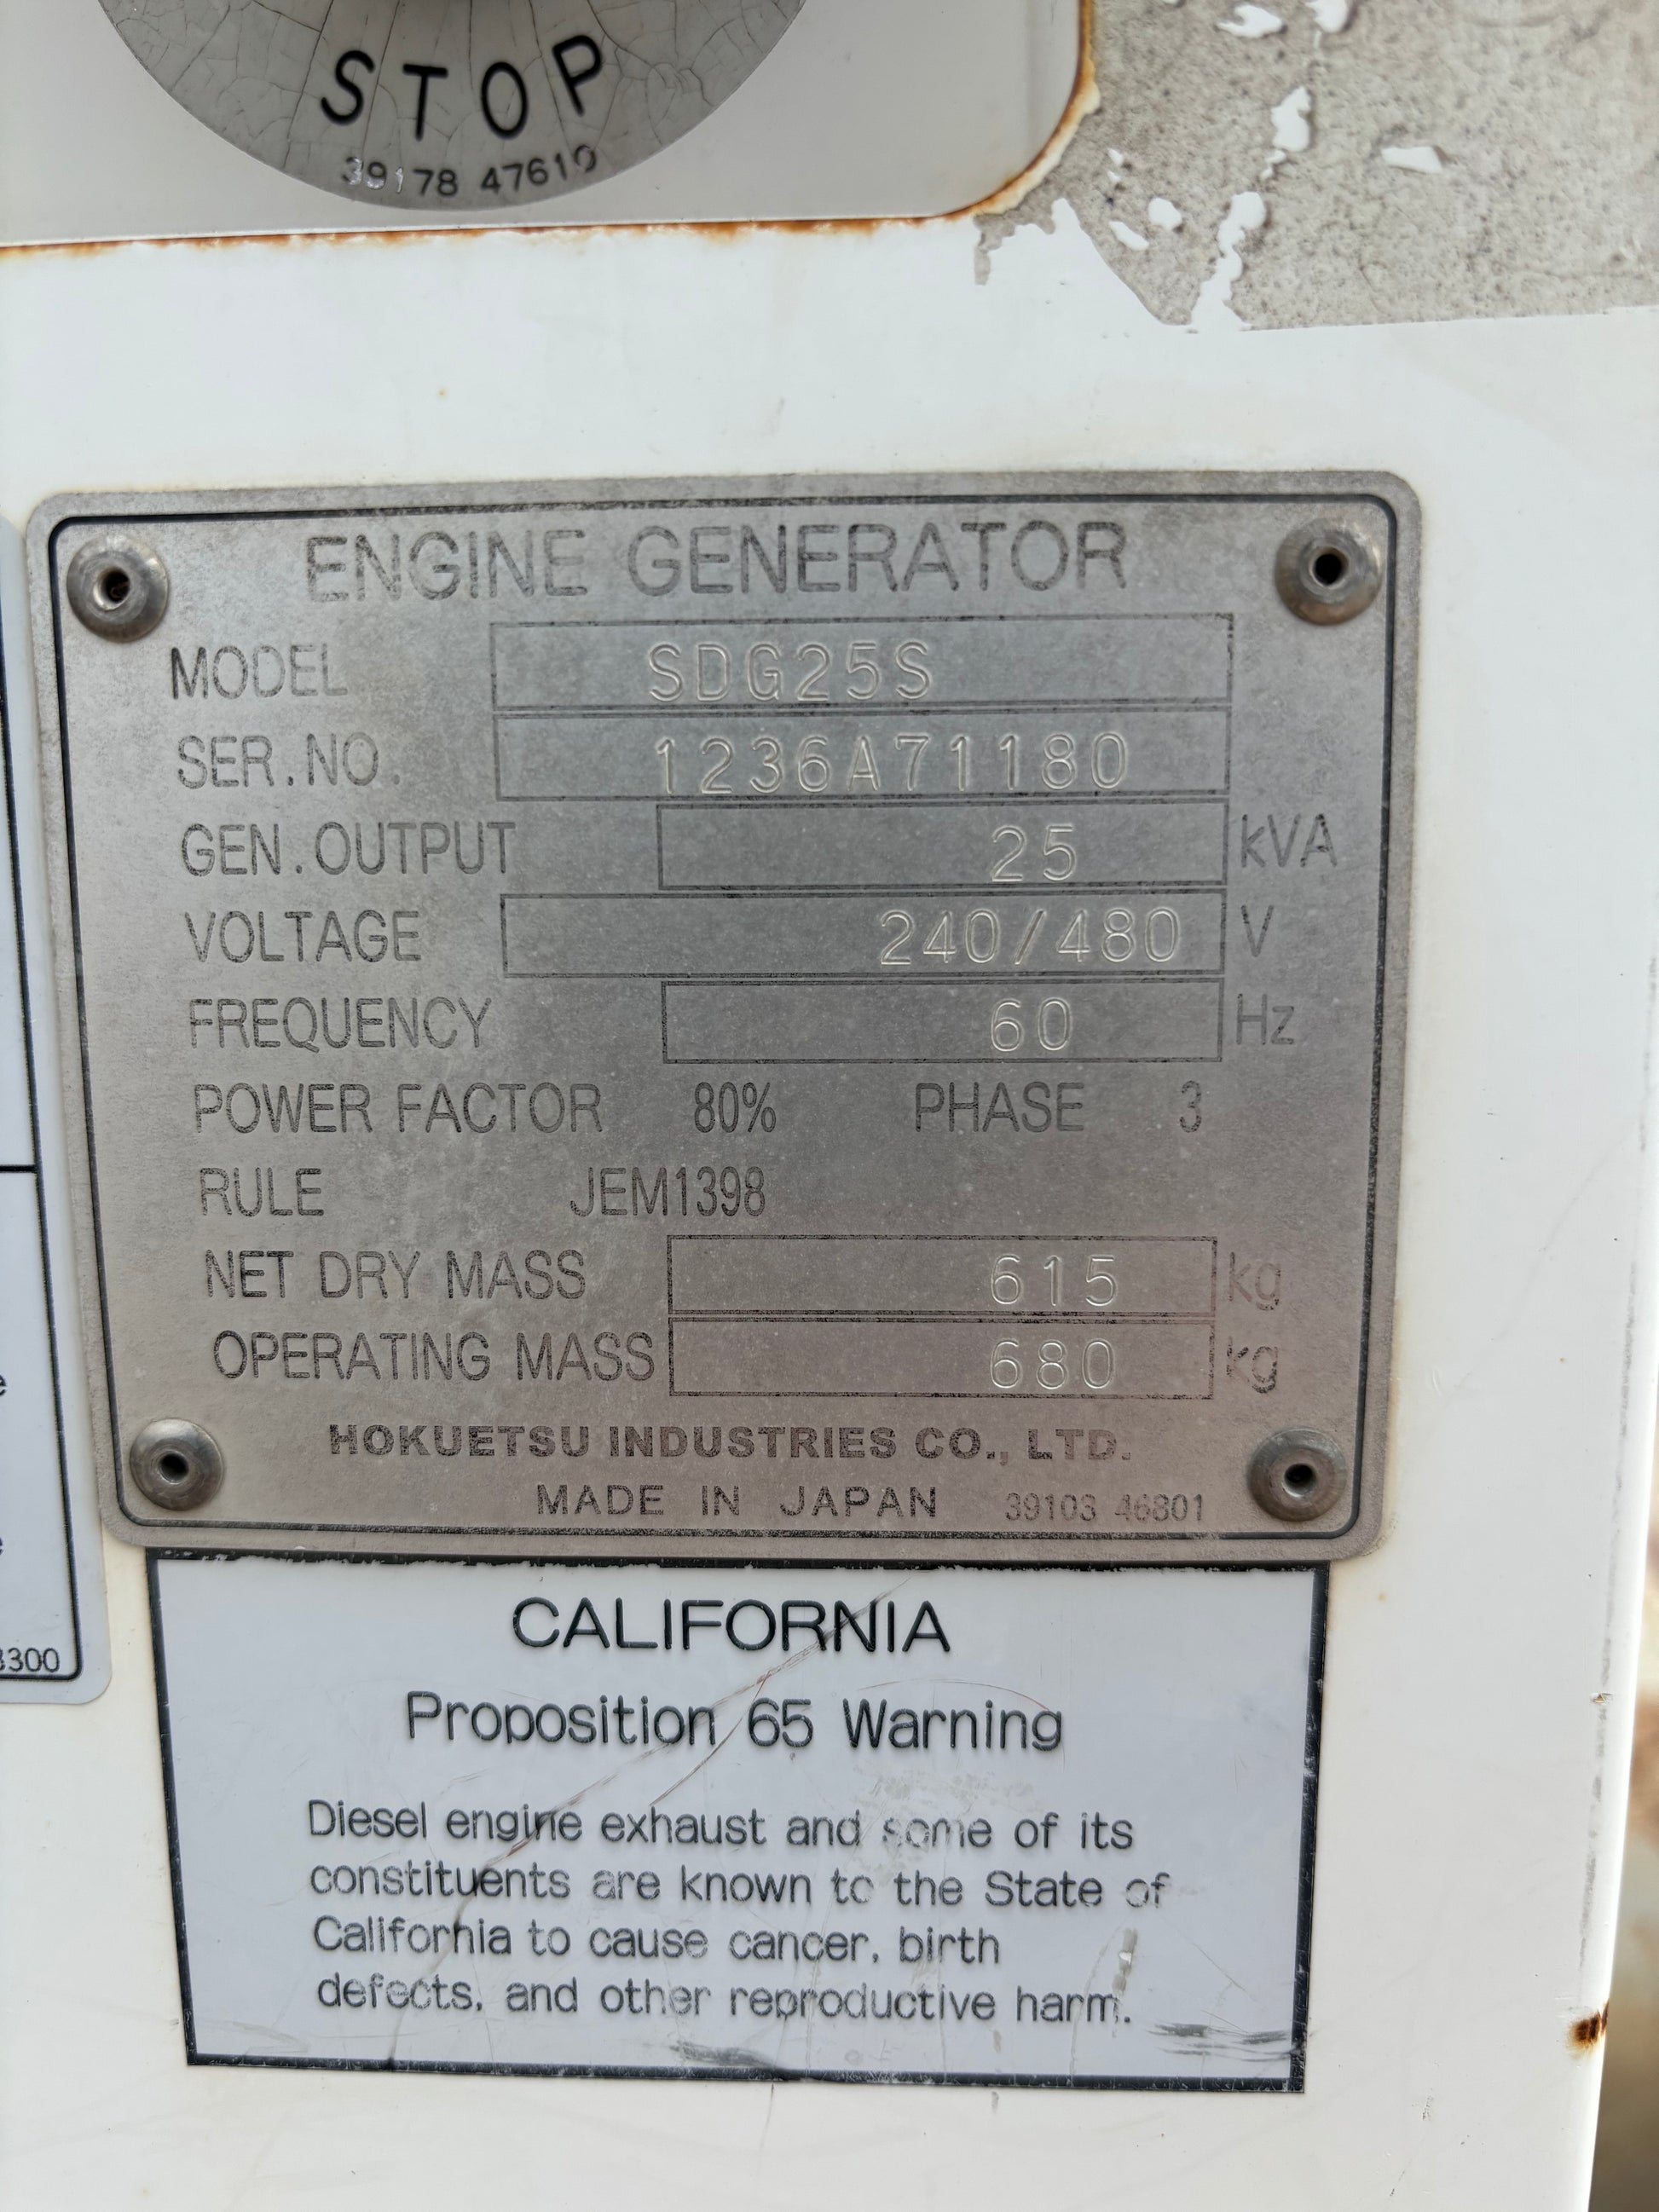 STOP
39178 47610
ENGINE GENERATOR
MODEL SDG25S
SER.NO. 1236A71180
GEN.OUTPUT 25 kVA
VOLTAGE 240/480 V
FREQUENCY 60 Hz
POWER FACTOR 80% PHASE 3
RULE JEM1398
NET DRY MASS 615 kg
OPERATING MASS 680 kg
HOKUETSU INDUSTRIES CO., LTD.
MADE IN JAPAN 39103 46801
CALIFORNIA
Proposition 65 Warning
Diesel engine exhaust and some of its
constituents are known to the State of
California to cause cancer, birth
defects, and other reproductive harm.